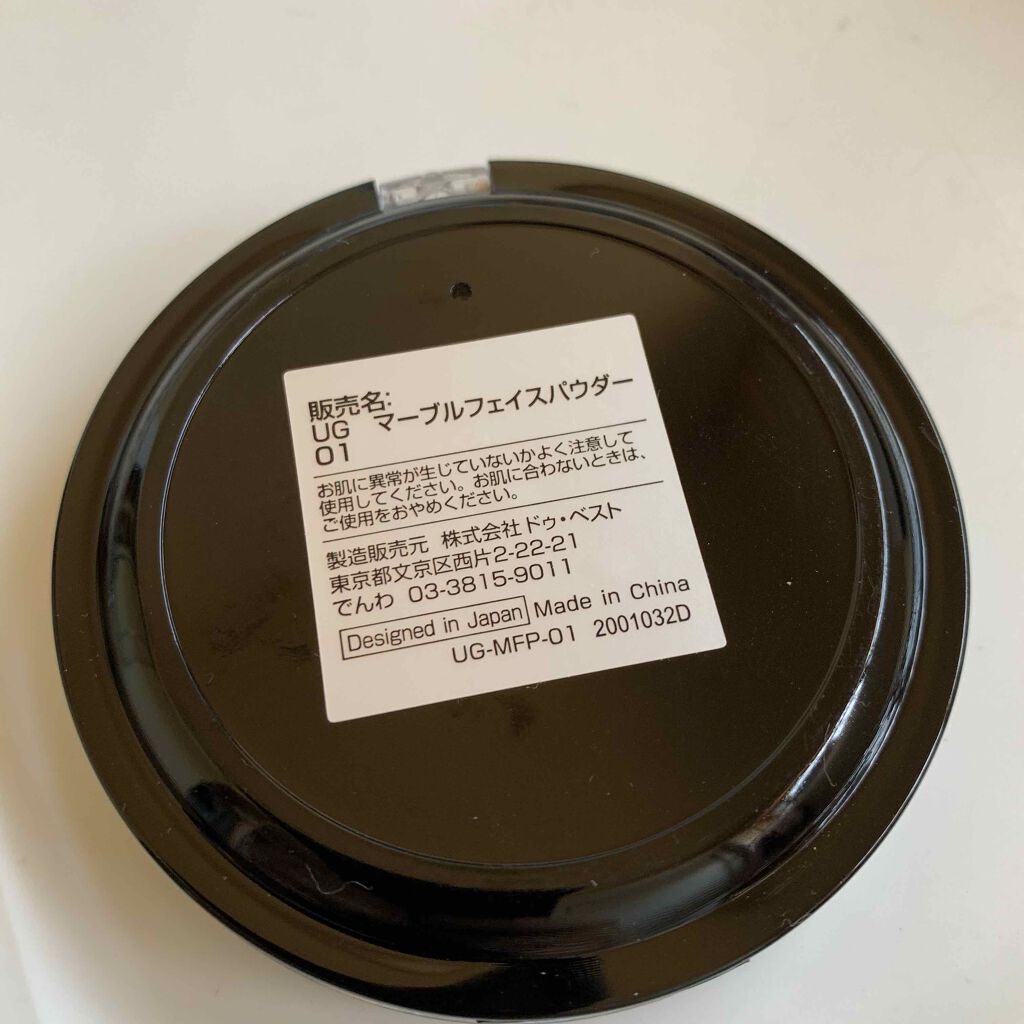 販売名:
UG マーブルフェイスパウダー
01
お肌に異常が生じていないかよく注意して
使用してください。お肌に合わないときは、
ご使用をおやめください。
製造販売元 株式会社ドゥ・ベスト
東京都文京区西片2-22-21
でんわ 03-3815-9011
Designed in Japan Made in China
UG-MFP-01 2001032D